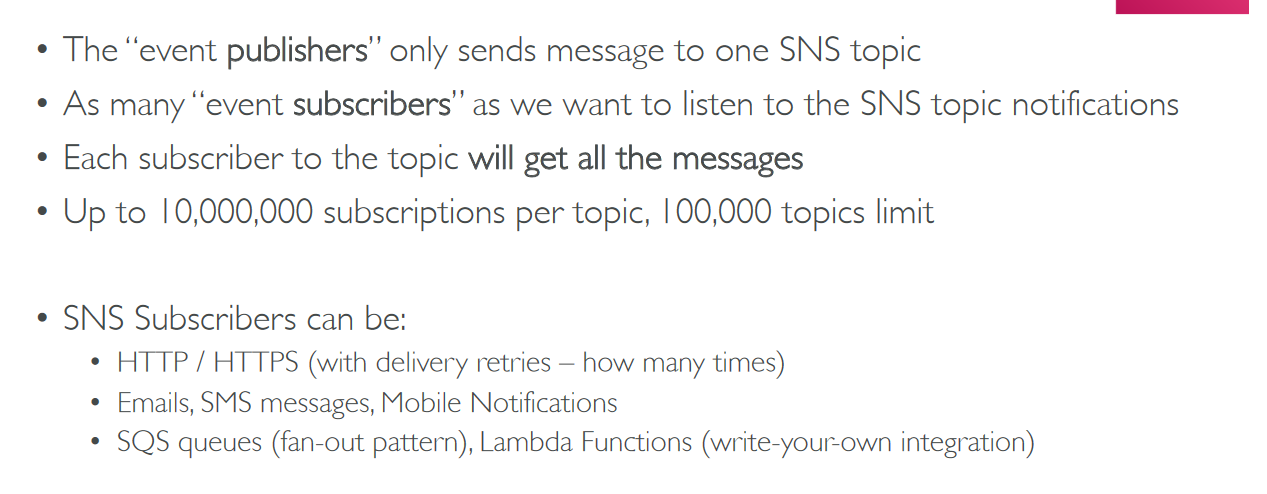 • The “event publishers” only sends message to one SNS topic
• As many “event subscribers” as we want to listen to the SNS topic notifications
• Each subscriber to the topic will get all the messages
• Up to 10,000,000 subscriptions per topic, 100,000 topics limit
• SNS Subscribers can be:
• HTTP / HTTPS (with delivery retries – how many times)
• Emails, SMS messages, Mobile Notifications
• SQS queues (fan-out pattern), Lambda Functions (write-your-own integration)